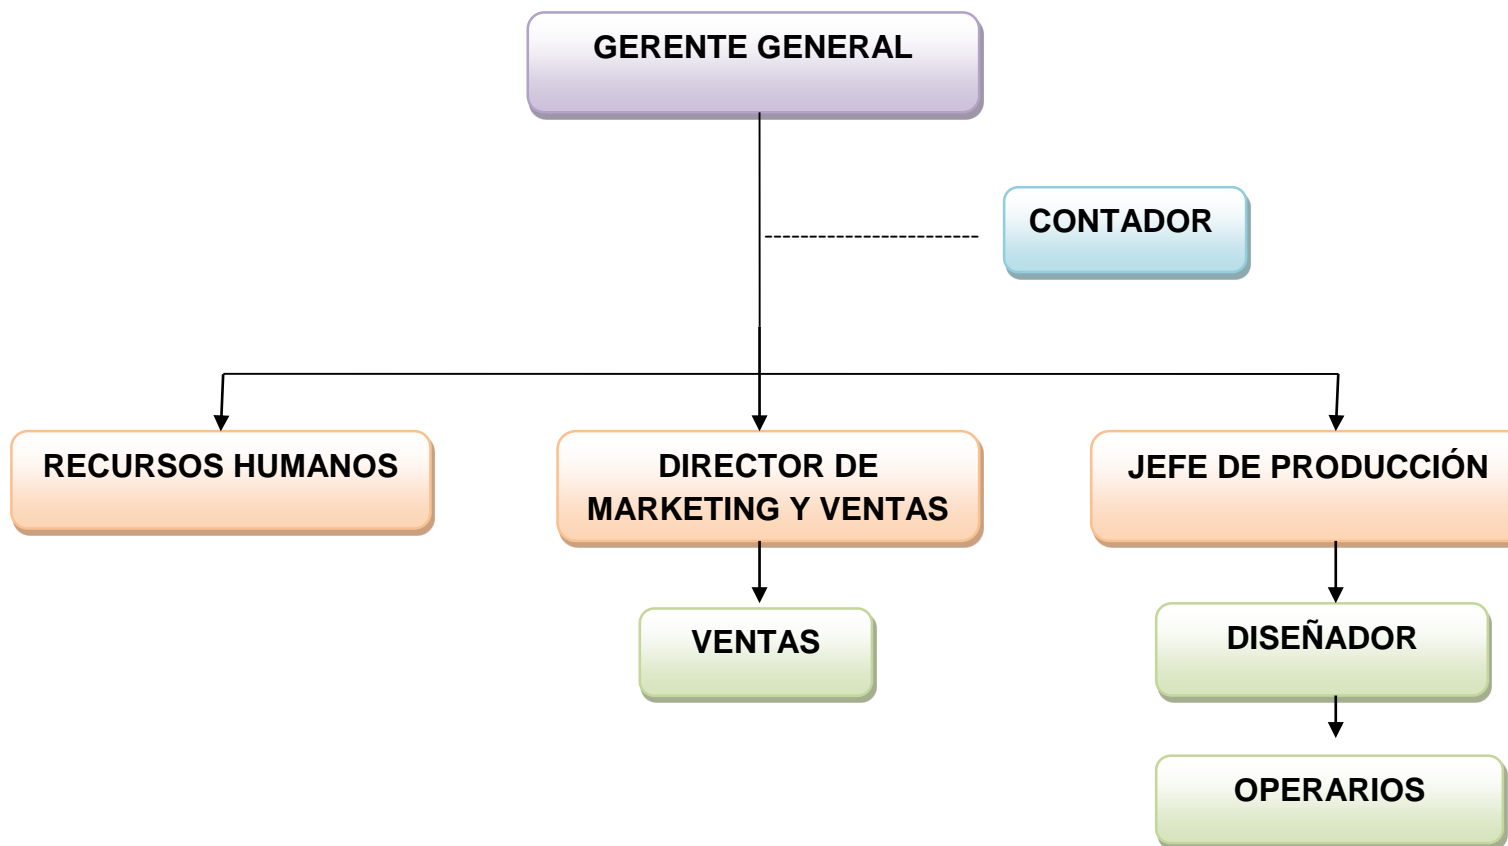 GERENTE GENERAL
CONTADOR
RECURSOS HUMANOS
DIRECTOR DE
MARKETING Y VENTAS
JEFE DE PRODUCCIÓN
VENTAS
DISEÑADOR
OPERARIOS